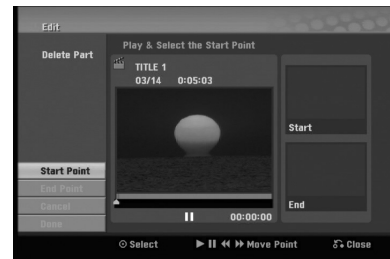 Edit
Delete Part
Play & Select the Start Point
TITLE 1
03/14 0:05:03
Start
Start Point
End Point
Cancel
Done
End
00:00:00
Select Move Point Close